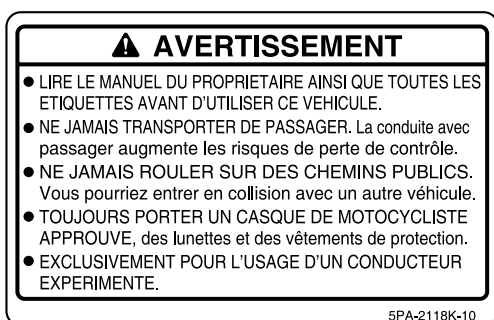 AVERTISSEMENT
● LIRE LE MANUEL DU PROPRIETAIRE AINSI QUE TOUTES LES
ETIQUETTES AVANT D'UTILISER CE VEHICULE.
● NE JAMAIS TRANSPORTER DE PASSAGER. La conduite avec
passager augmente les risques de perte de contrôle.
● NE JAMAIS ROULER SUR DES CHEMINS PUBLICS.
Vous pourriez entrer en collision avec un autre véhicule.
● TOUJOURS PORTER UN CASQUE DE MOTOCYCLISTE
APPROUVE, des lunettes et des vêtements de protection.
● EXCLUSIVEMENT POUR L'USAGE D'UN CONDUCTEUR
EXPERIMENTE.
5PA-2118K-10